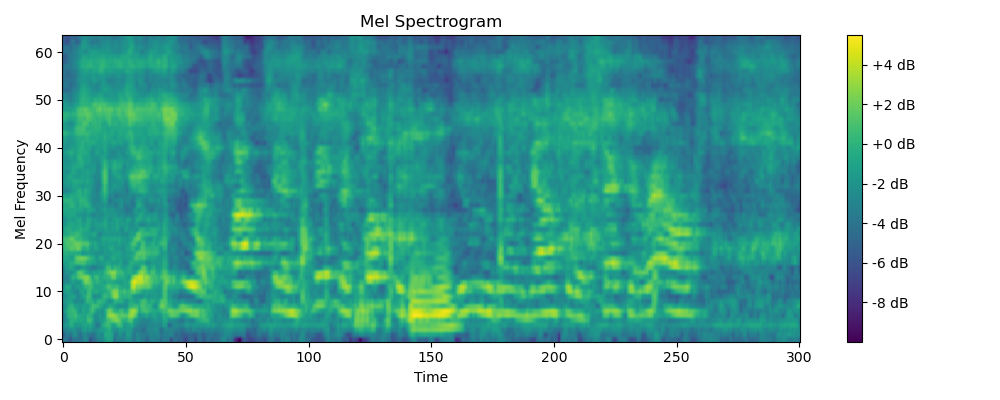 Mel Spectrogram
Mel Frequency
60
50
40
30
20
10
0
0 50 100 150 200 250 300
Time
+4 dB
+2 dB
+0 dB
-2 dB
-4 dB
-6 dB
-8 dB